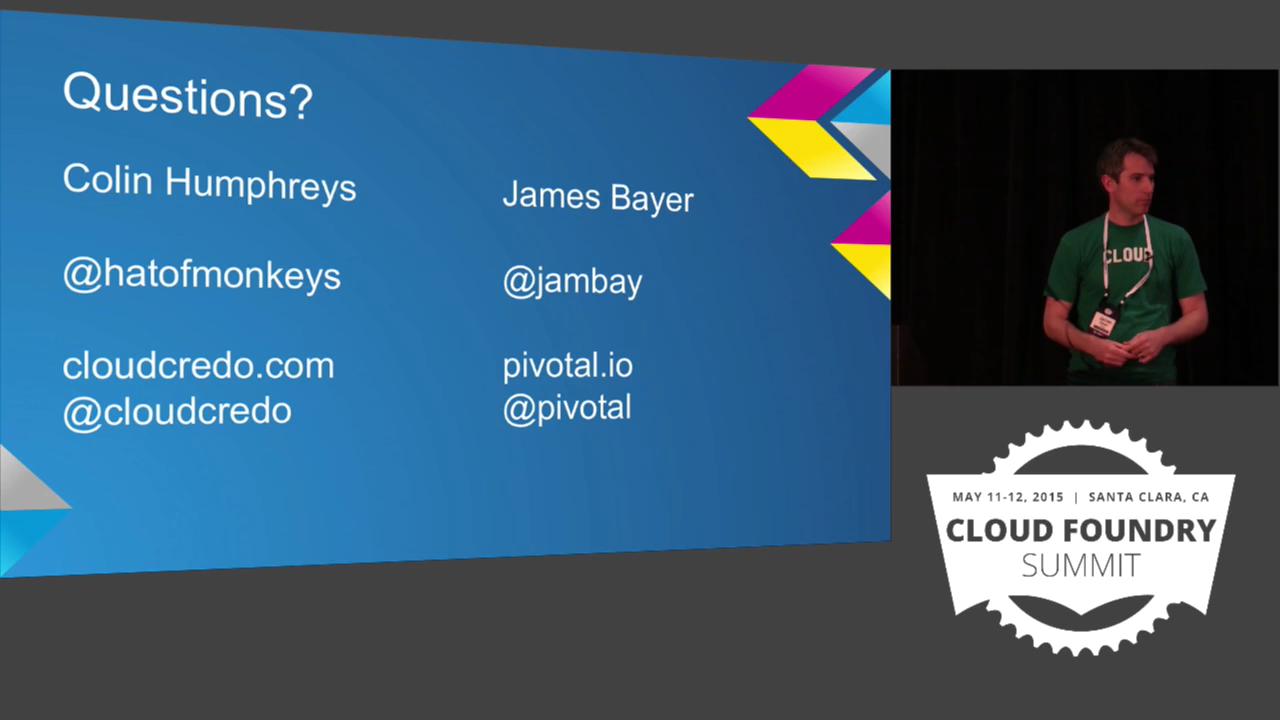 Questions?
Colin Humphreys
@hatofmonkeys
cloudcredo.com
@cloudcredo
James Bayer
@jambay
pivotal.io
@pivotal
CLOUD
MAY 11-12, 2015 | SANTA CLARA, CA
CLOUD FOUNDRY
SUMMIT